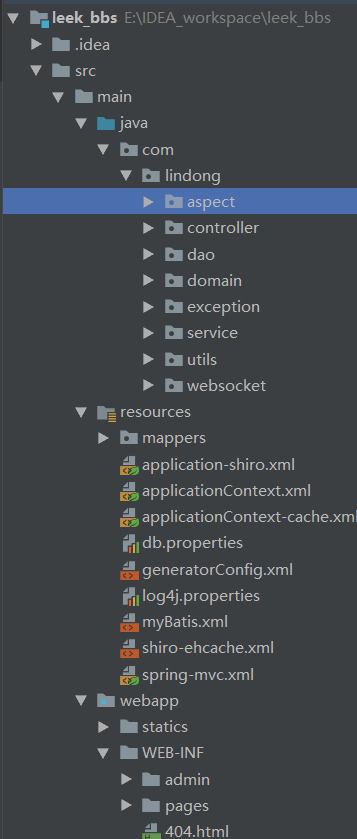 leek_bbs E:\IDEA_workspace\leek_bbs
.idea
src
main
java
com
lindong
aspect
controller
dao
domain
exception
service
utils
websocket
resources
mappers
application-shiro.xml
applicationContext.xml
applicationContext-cache.xml
db.properties
generatorConfig.xml
log4j.properties
myBatis.xml
shiro-ehcache.xml
spring-mvc.xml
webapp
statics
WEB-INF
admin
pages
404.html